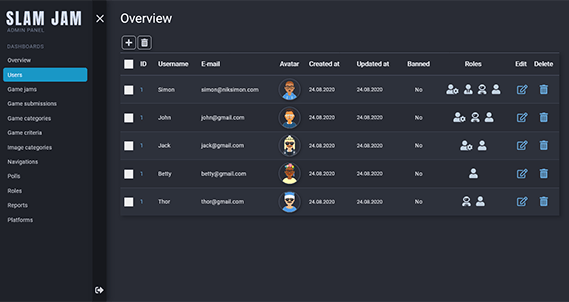 SLAM JAM
ADMIN PANEL
DASHBOARDS
Overview
Users
Game jams
Game submissions
Game categories
Game criteria
Image categories
Navigations
Polls
Roles
Reports
Platforms
Overview
ID Username E-mail Avatar Created at Updated at Banned Roles Edit Delete
1 Simon simon@niksimon.com 24.08.2020 24.08.2020 No
1 John john@gmail.com 24.08.2020 24.08.2020 No
1 Jack jack@gmail.com 24.08.2020 24.08.2020 No
1 Betty betty@gmail.com 24.08.2020 24.08.2020 No
1 Thor thor@gmail.com 24.08.2020 24.08.2020 No